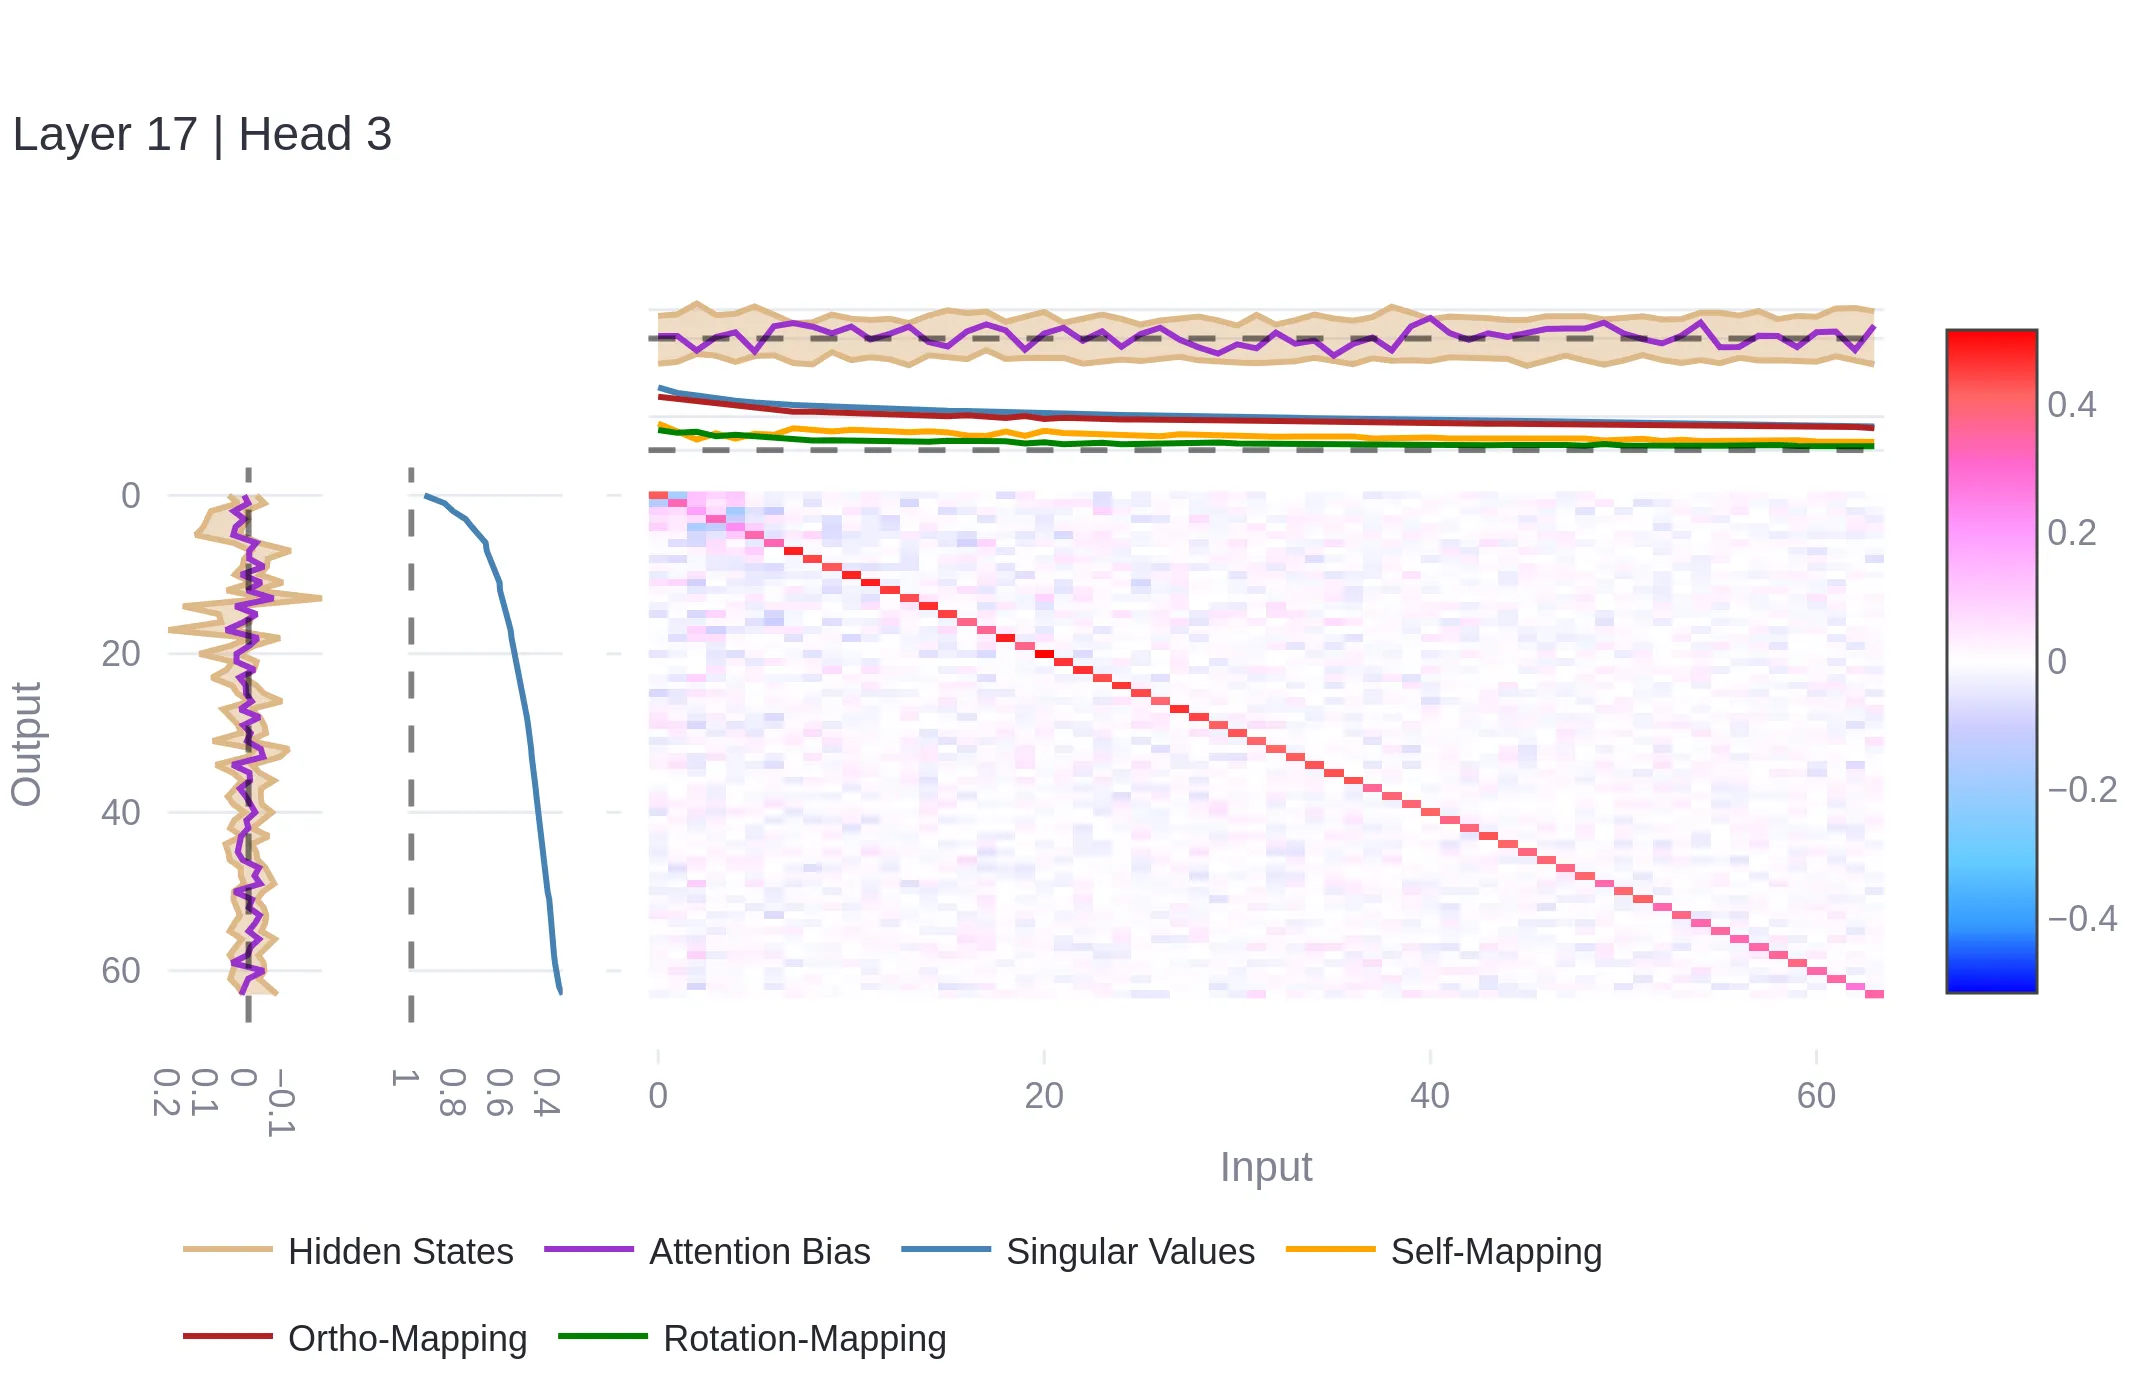 Layer 17 | Head 3
0
20
40
60
Output
0.2
0.1
0
−0.1
1
0.8
0.6
0.4
0
20
40
60
Input
0.4
0.2
0
−0.2
−0.4
Hidden States
Attention Bias
Singular Values
Self-Mapping
Ortho-Mapping
Rotation-Mapping